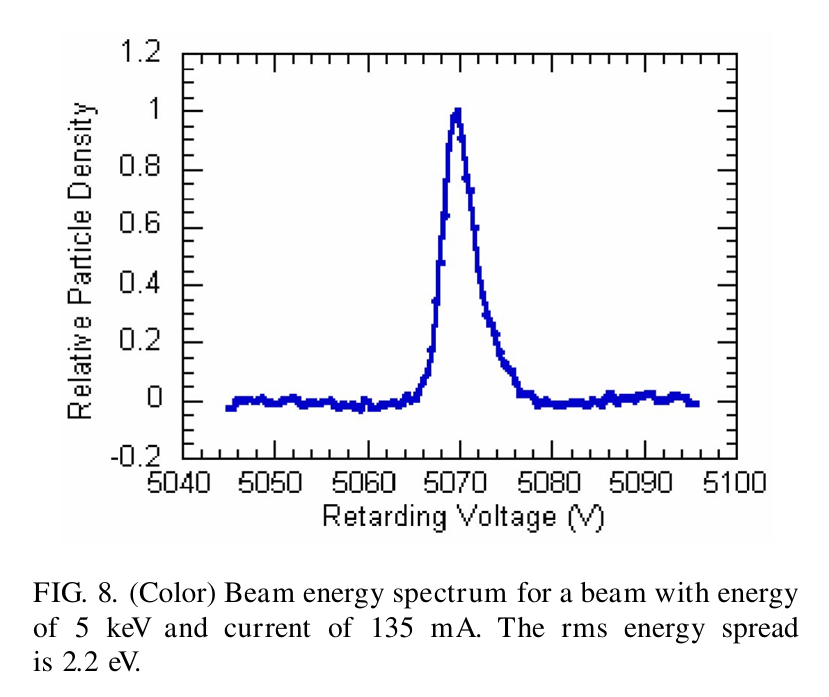 1.2
1
0.8
0.6
0.4
0.2
0
-0.2
Relative Particle Density
5040 5050 5060 5070 5080 5090 5100
Retarding Voltage (V)
FIG. 8. (Color) Beam energy spectrum for a beam with energy
of 5 keV and current of 135 mA. The rms energy spread
is 2.2 eV.